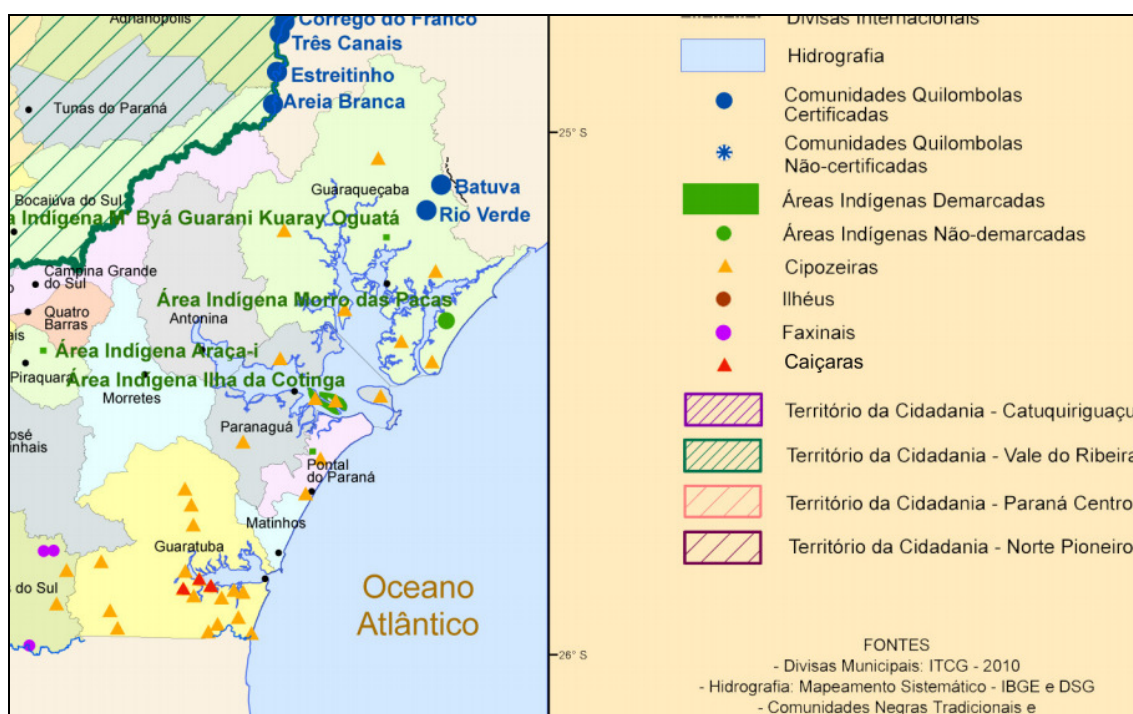 Adrianópolis
Córrego do Franco
Três Canais
Estreitinho
Areia Branca
Tunas do Paraná
Guaraqueçaba
Batuva
Rio Verde
Bocaiúva do Sul
Indígena M' Byá Guarani Kuaray Oguatá
Campina Grande
do Sul
Área Indígena Morro das Pacas
Quatro
Barras
Antonina
Área Indígena Araça-i
Piraquara
Área Indígena Ilha da Cotinga
Morretes
Paranaguá
Pontal
do Paraná
Matinhos
Guaratuba
do Sul
Oceano
Atlântico
25° S
26° S
Divisas Internacionais
Hidrografia
Comunidades Quilombolas
Certificadas
Comunidades Quilombolas
Não-certificadas
Áreas Indígenas Demarcadas
Áreas Indígenas Não-demarcadas
Cipozeiras
Ilhéus
Faxinais
Caiçaras
Território da Cidadania - Catuquiriguaçu
Território da Cidadania - Vale do Ribeira
Território da Cidadania - Paraná Centro
Território da Cidadania - Norte Pioneiro
FONTES
- Divisas Municipais: ITCG - 2010
- Hidrografia: Mapeamento Sistemático - IBGE e DSG
- Comunidades Negras Tradicionais e